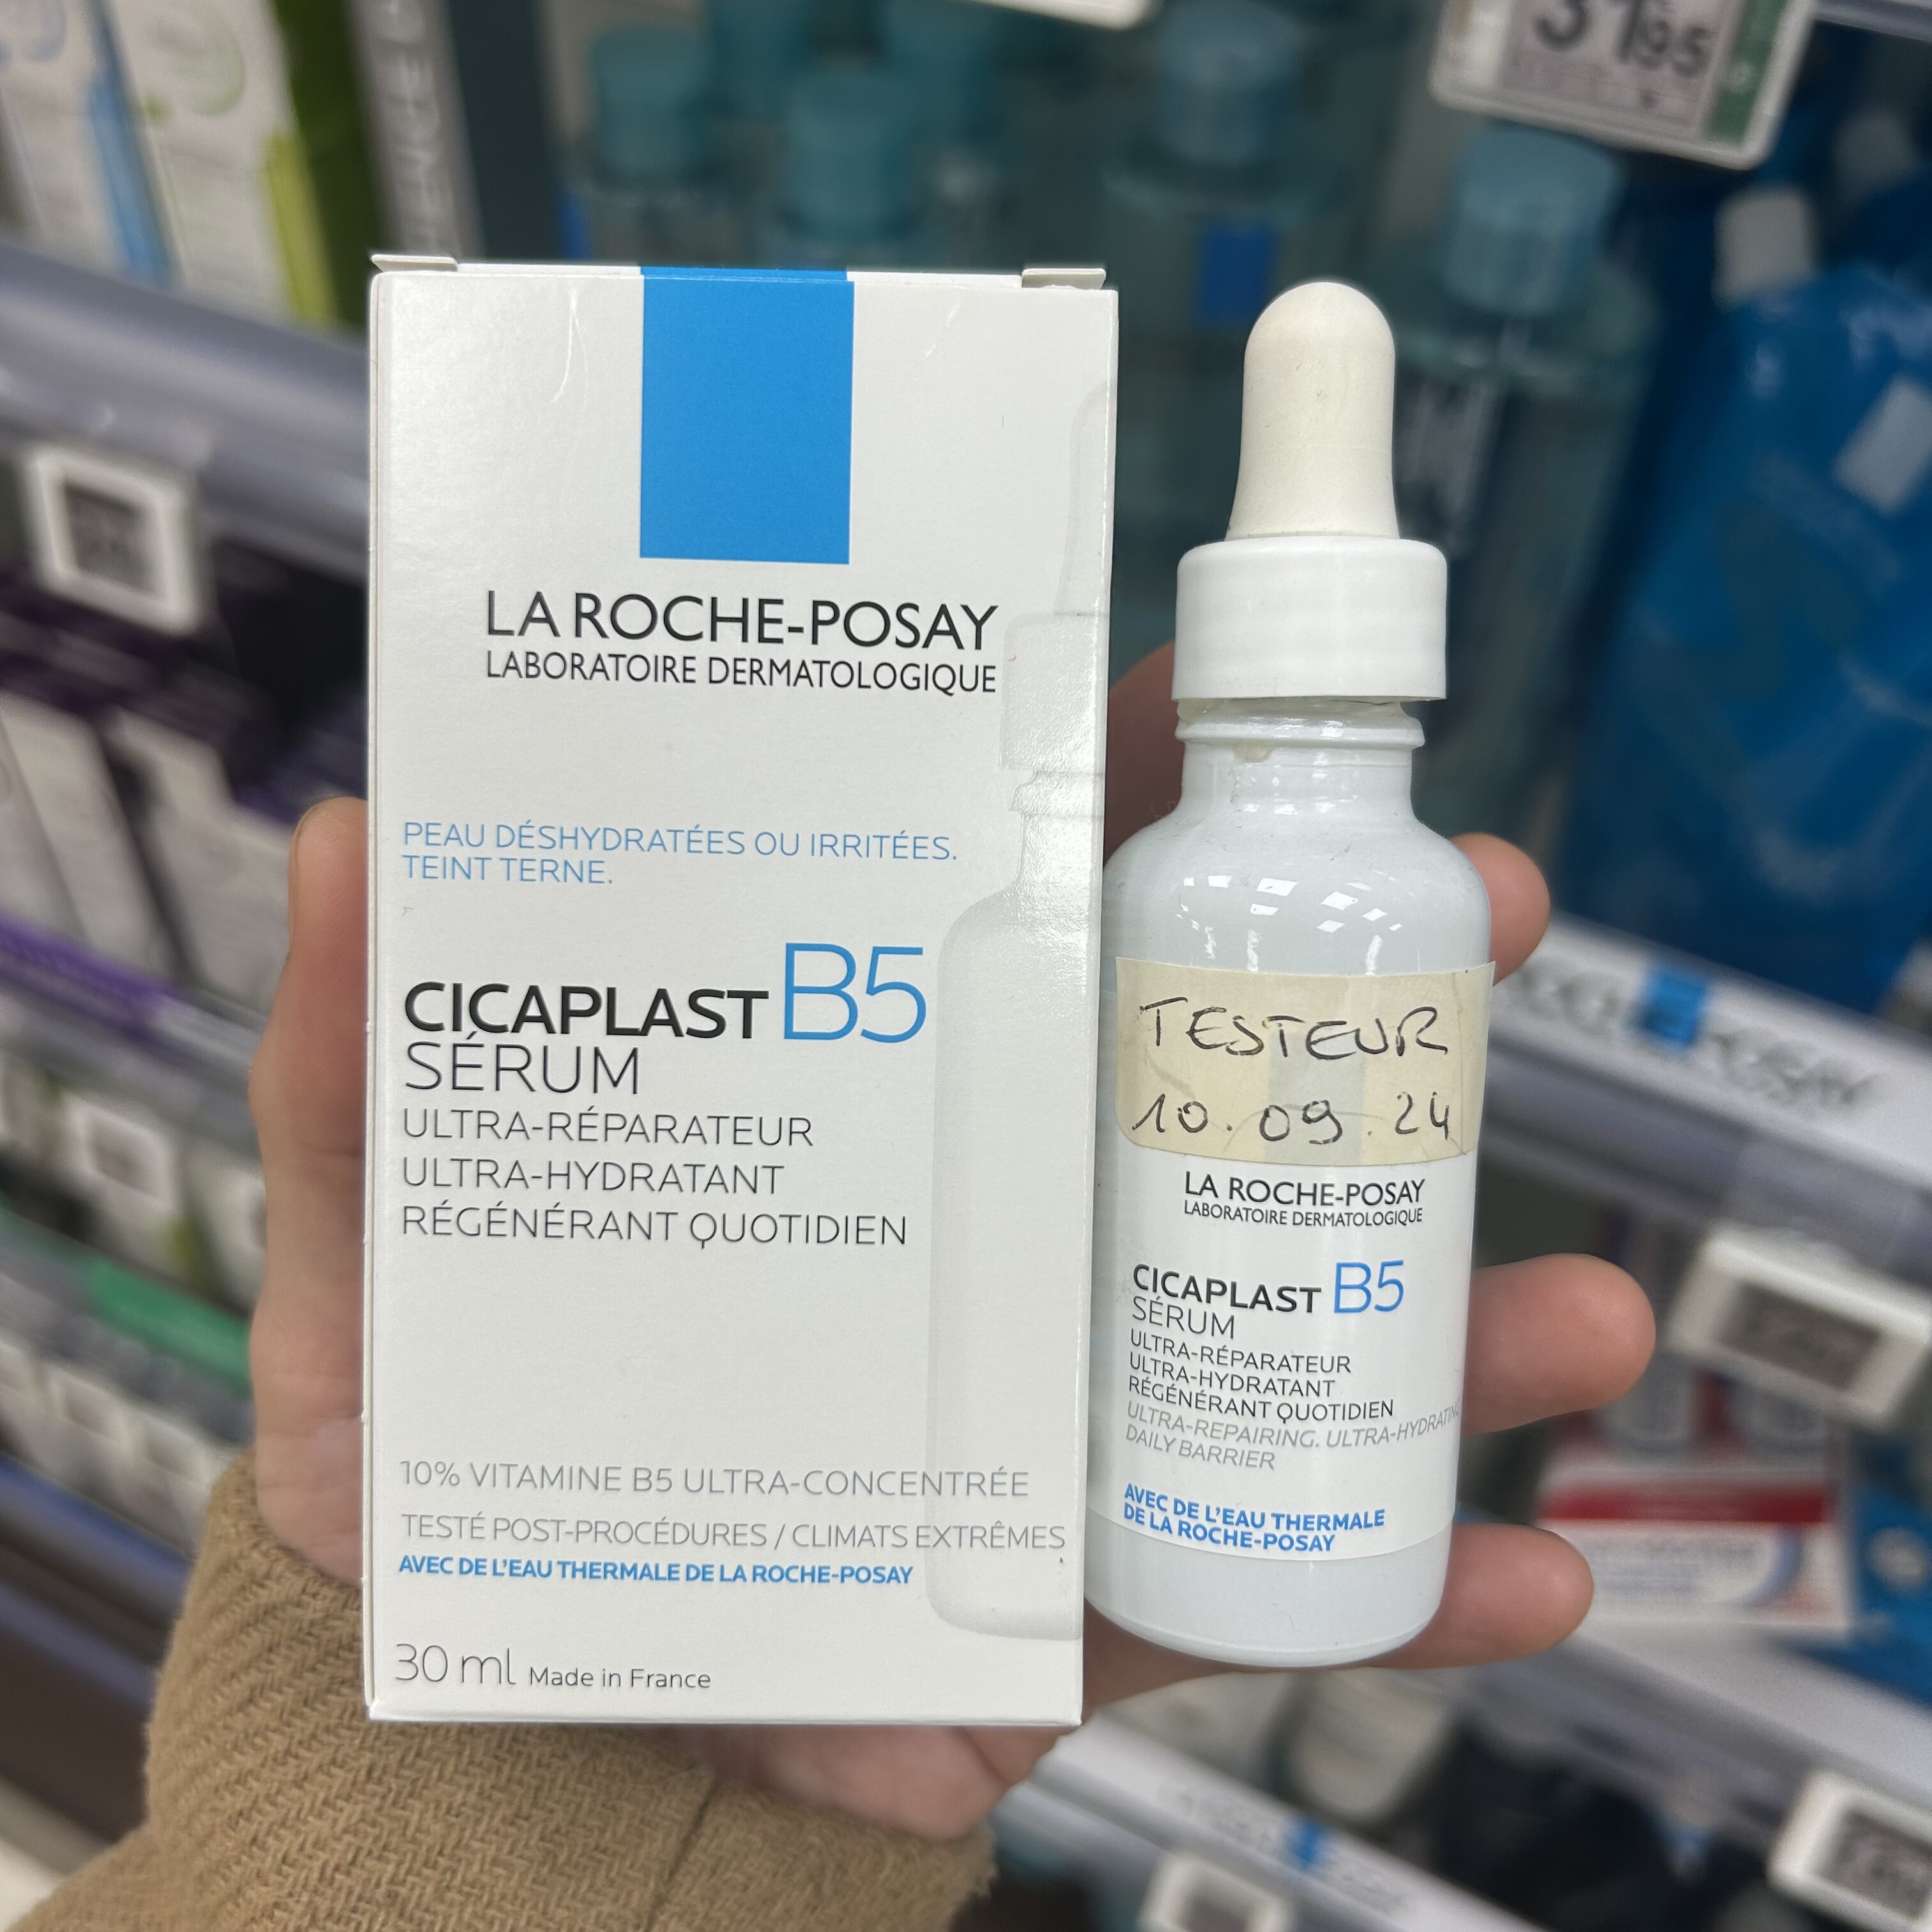 31,95
LA ROCHE-POSAY
LABORATOIRE DERMATOLOGIQUE
PEAU DÉSHYDRATÉES OU IRRITÉES.
TEINT TERNE.
CICAPLAST B5
SÉRUM
ULTRA-RÉPARATEUR
ULTRA-HYDRATANT
RÉGÉNÉRANT QUOTIDIEN
10% VITAMINE B5 ULTRA-CONCENTRÉE
TESTÉ POST-PROCÉDURES / CLIMATS EXTRÊMES
AVEC DE L'EAU THERMALE DE LA ROCHE-POSAY
30 ml Made in France
TESTEUR
10.09.24
LA ROCHE-POSAY
LABORATOIRE DERMATOLOGIQUE
CICAPLAST B5
SÉRUM
ULTRA-RÉPARATEUR
ULTRA-HYDRATANT
RÉGÉNÉRANT QUOTIDIEN
ULTRA-REPAIRING. ULTRA-HYDRATING
DAILY BARRIER
AVEC DE L'EAU THERMALE
DE LA ROCHE-POSAY